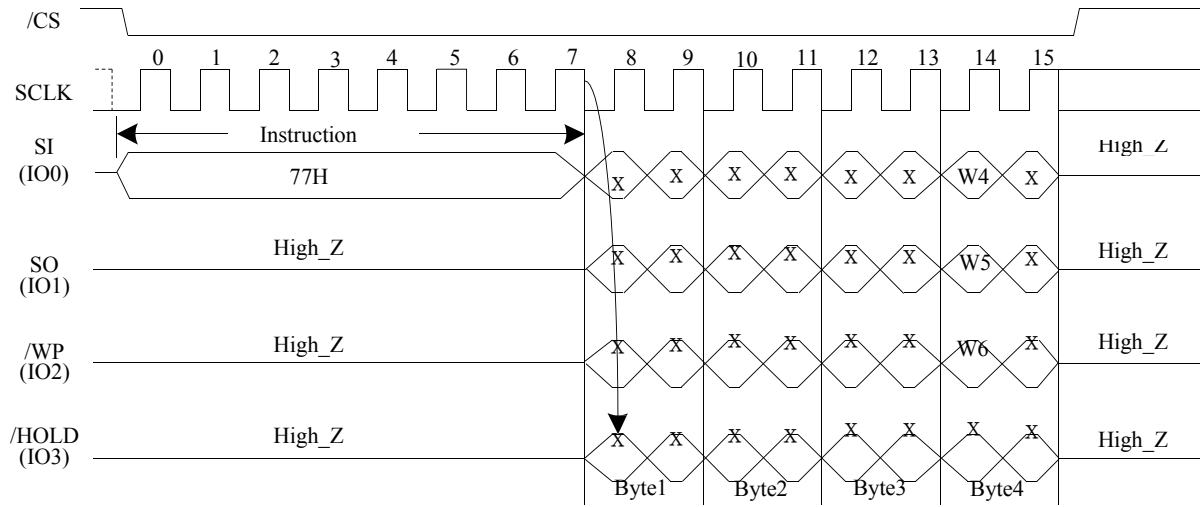 /CS
0 1 2 3 4 5 6 7 8 9 10 11 12 13 14 15
SCLK
Instruction
SI
(IO0)
77H
X X X X X X W4 X
High_Z
SO
(IO1)
High_Z
X X X X X X W5 X
High_Z
/WP
(IO2)
High_Z
X X X X X X W6 X
High_Z
/HOLD
(IO3)
High_Z
X X X X X X X X
High_Z
Byte1 Byte2 Byte3 Byte4